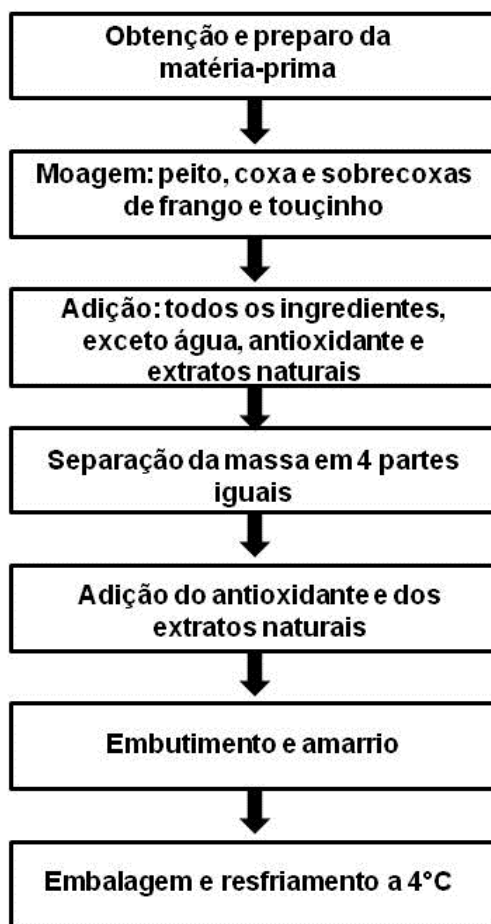 Obtenção e preparo da
matéria-prima
Moagem: peito, coxa e sobrecoxas
de frango e touçinho
Adição: todos os ingredientes,
exceto água, antioxidante e
extratos naturais
Separação da massa em 4 partes
iguais
Adição do antioxidante e dos
extratos naturais
Embutimento e amarrio
Embalagem e resfriamento a 4°C